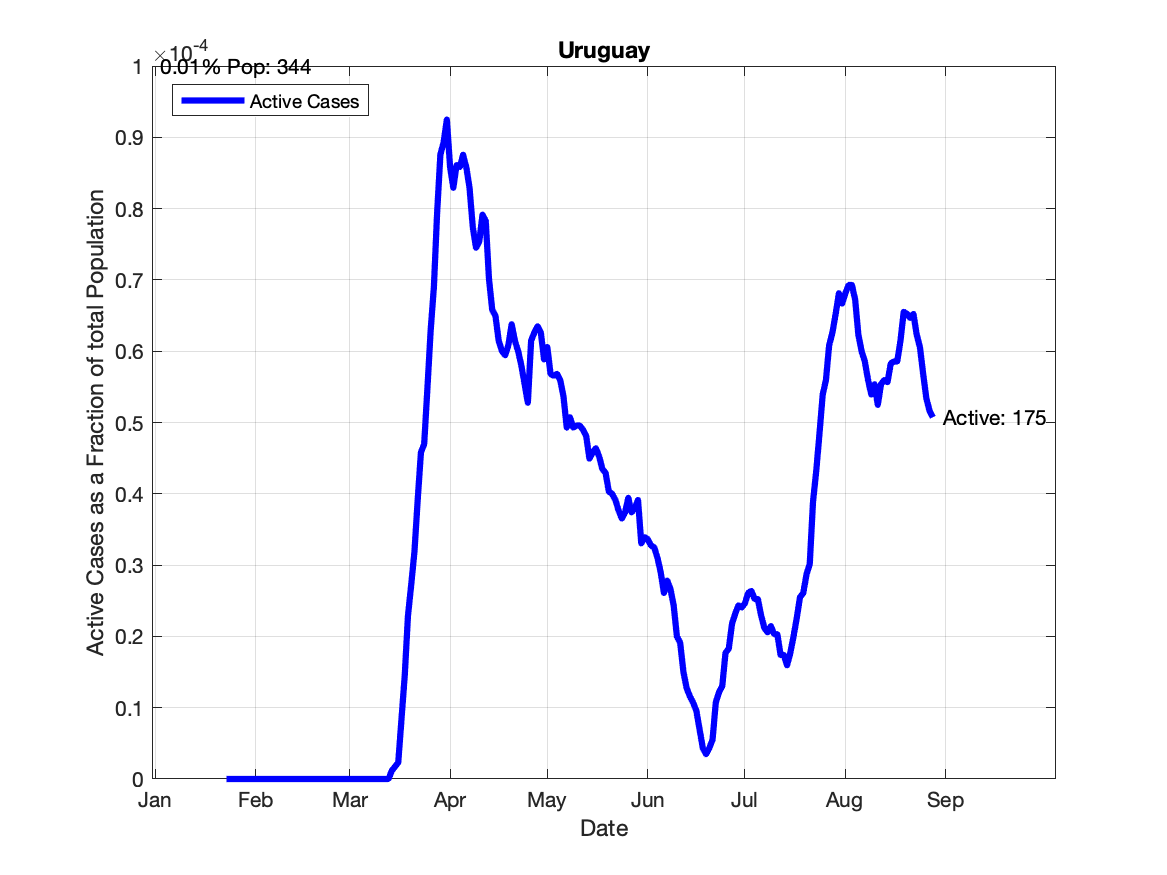 Uruguay
×10-4
0.01% Pop: 344
Active Cases
1
0.9
0.8
0.7
0.6
0.5
0.4
0.3
0.2
0.1
0
Active Cases as a Fraction of total Population
Active: 175
Jan Feb Mar Apr May Jun Jul Aug Sep
Date